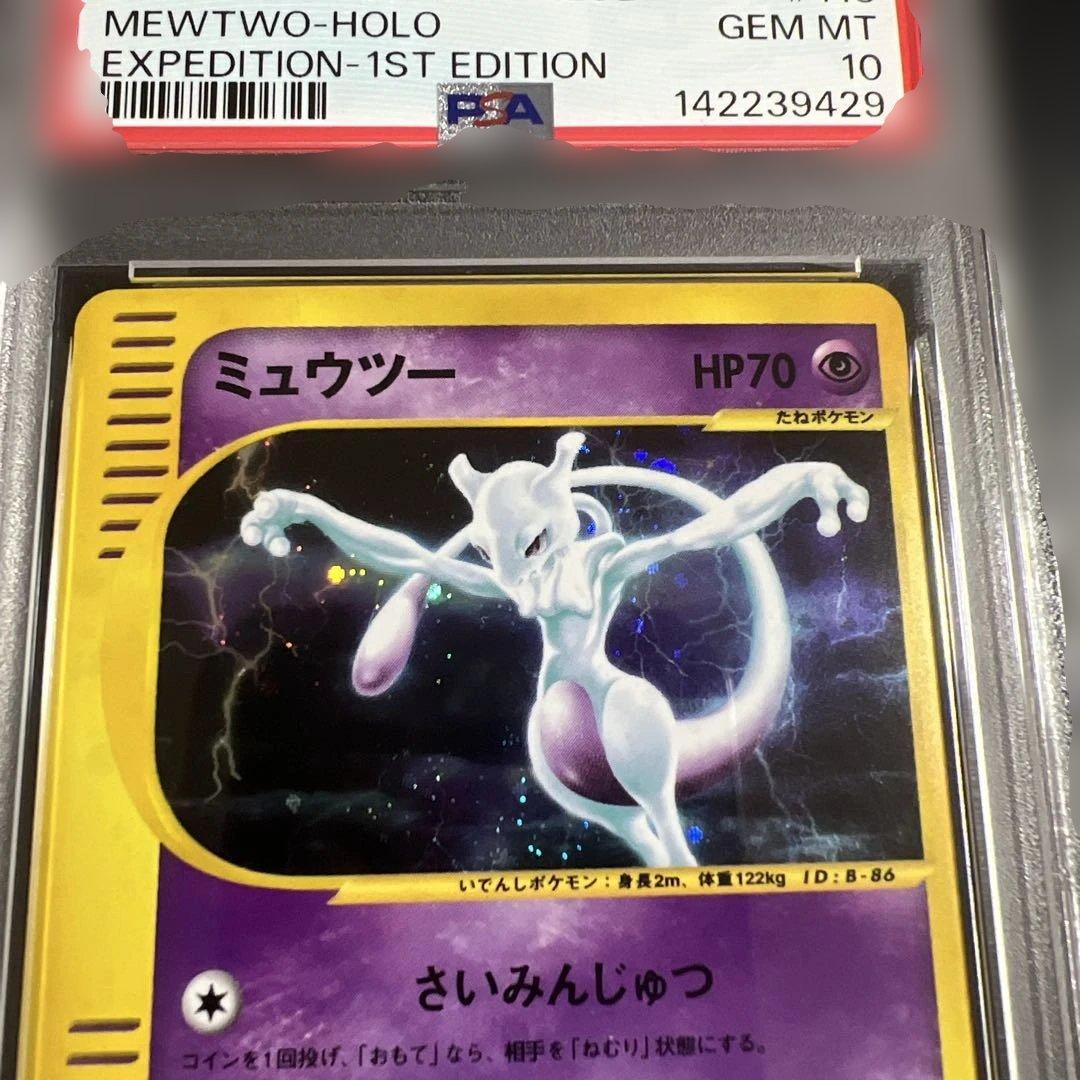 MEWTWO-HOLO
GEM MT
EXPEDITION-1ST EDITION
10
PSA
142239429
ミュウツー
HP70
たねポケモン
いでんしポケモン：身長2m、体重122kg ID：B-86
さいみんじゅつ
コインを1回投げ、「おもて」なら、相手を「ねむり」状態にする。